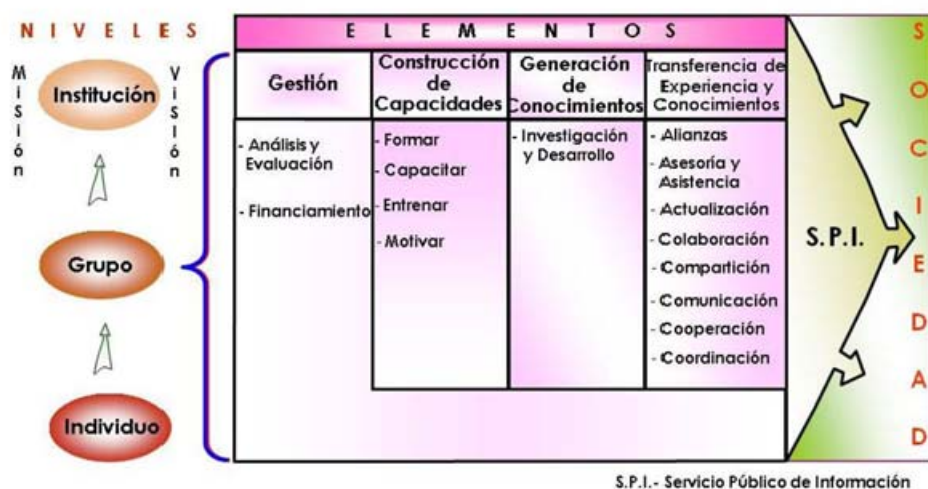 N I V E L E S
Misión
Visión
Institución
Grupo
Individuo
E L E M E N T O S
Gestión
- Análisis y
Evaluación
- Financiamiento
Construcción
de
Capacidades
- Formar
- Capacitar
- Entrenar
- Motivar
Generación
de
Conocimientos
- Investigación
y Desarrollo
Transferencia de
Experiencia y
Conocimientos
- Alianzas
- Asesoría y
Asistencia
- Actualización
- Colaboración
- Compartición
- Comunicación
- Cooperación
- Coordinación
S.P.I.
SOCIEDAD
S.P.I.- Servicio Público de Información